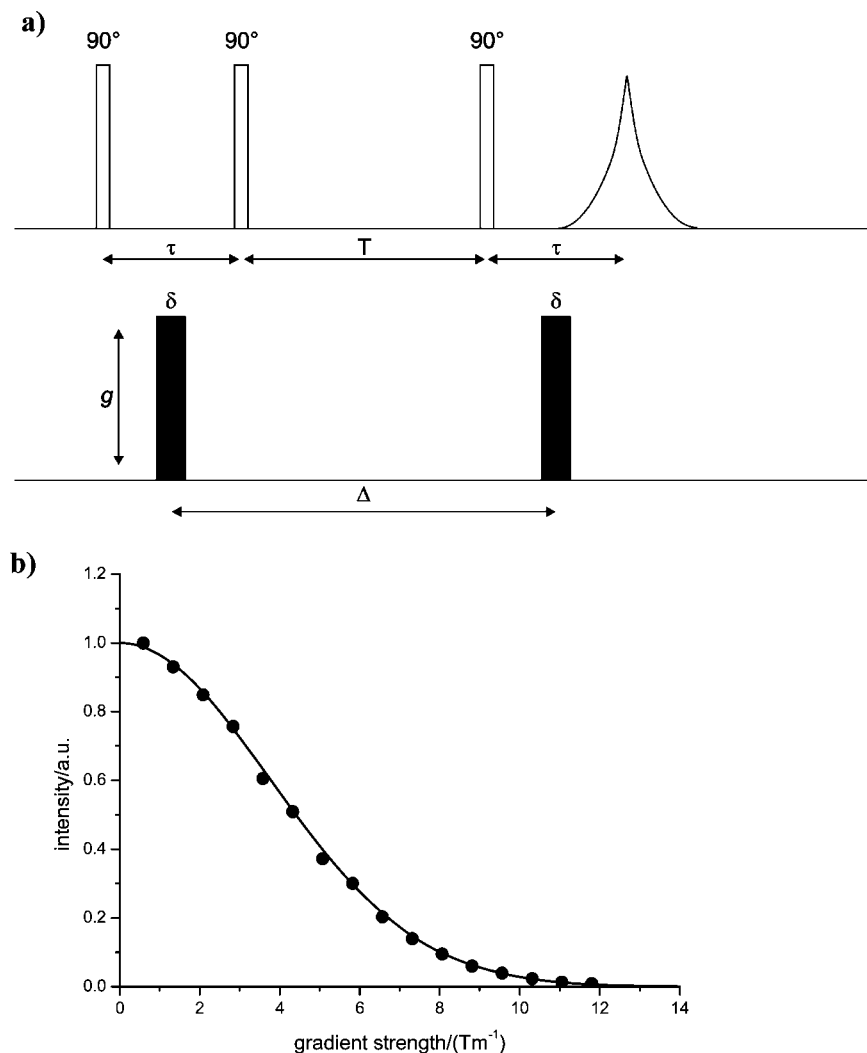 a)
90° 90° 90°
τ T τ
δ δ
g
Δ
b)
1.2
1.0
0.8
0.6
0.4
0.2
0.0
intensity/a.u.
0 2 4 6 8 10 12 14
gradient strength/(Tm⁻¹)